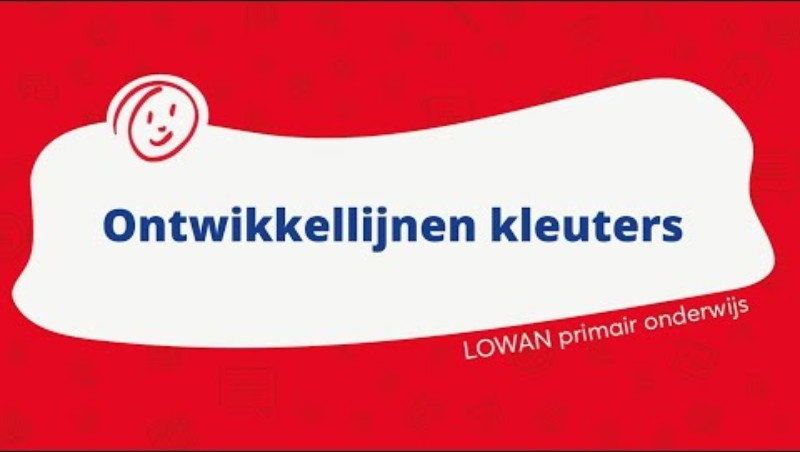 Ontwikkellijnen kleuters
LOWAN primair onderwijs